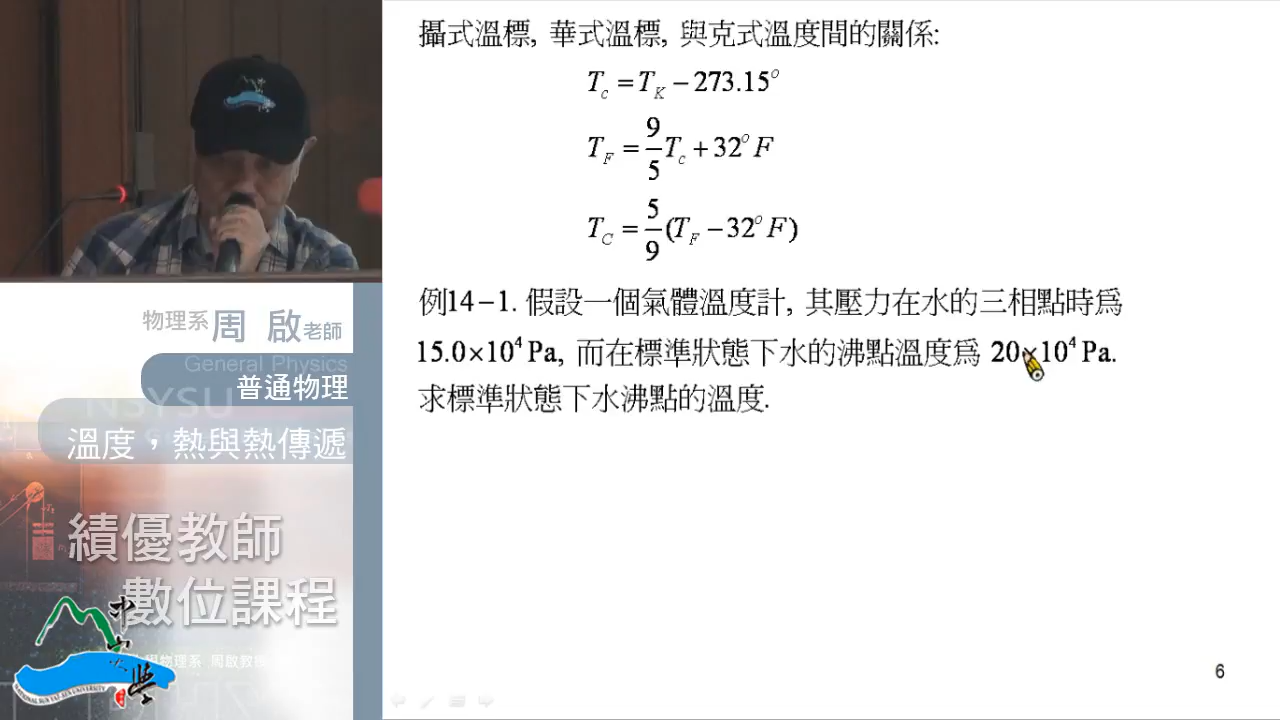 攝式溫標, 華式溫標, 與克式溫度間的關係:
T_c = T_K − 273.15°
T_F = 9/5 T_c + 32°F
T_C = 5/9 (T_F − 32°F)
例14−1. 假設一個氣體溫度計, 其壓力在水的三相點時爲
15.0×10⁴ Pa, 而在標準狀態下水的沸點溫度爲 20×10⁴ Pa.
求標準狀態下水沸點的溫度.
6
物理系 周 啟 老師
General Physics
普通物理
NSYSU
溫度，熱與熱傳遞
績優教師
數位課程